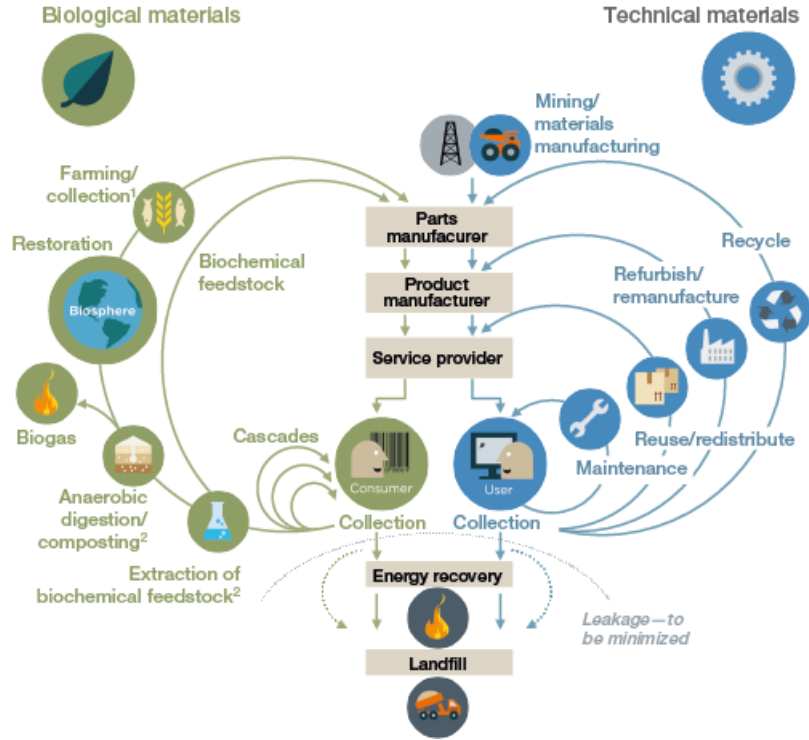 Biological materials
Technical materials
Mining/
materials
manufacturing
Farming/
collection¹
Restoration
Biosphere
Biochemical
feedstock
Parts
manufacurer
Product
manufacturer
Service provider
Recycle
Refurbish/
remanufacture
Reuse/redistribute
Maintenance
Biogas
Cascades
Anaerobic
digestion/
composting²
Consumer
User
Collection
Collection
Extraction of
biochemical feedstock²
Energy recovery
Leakage—to
be minimized
Landfill